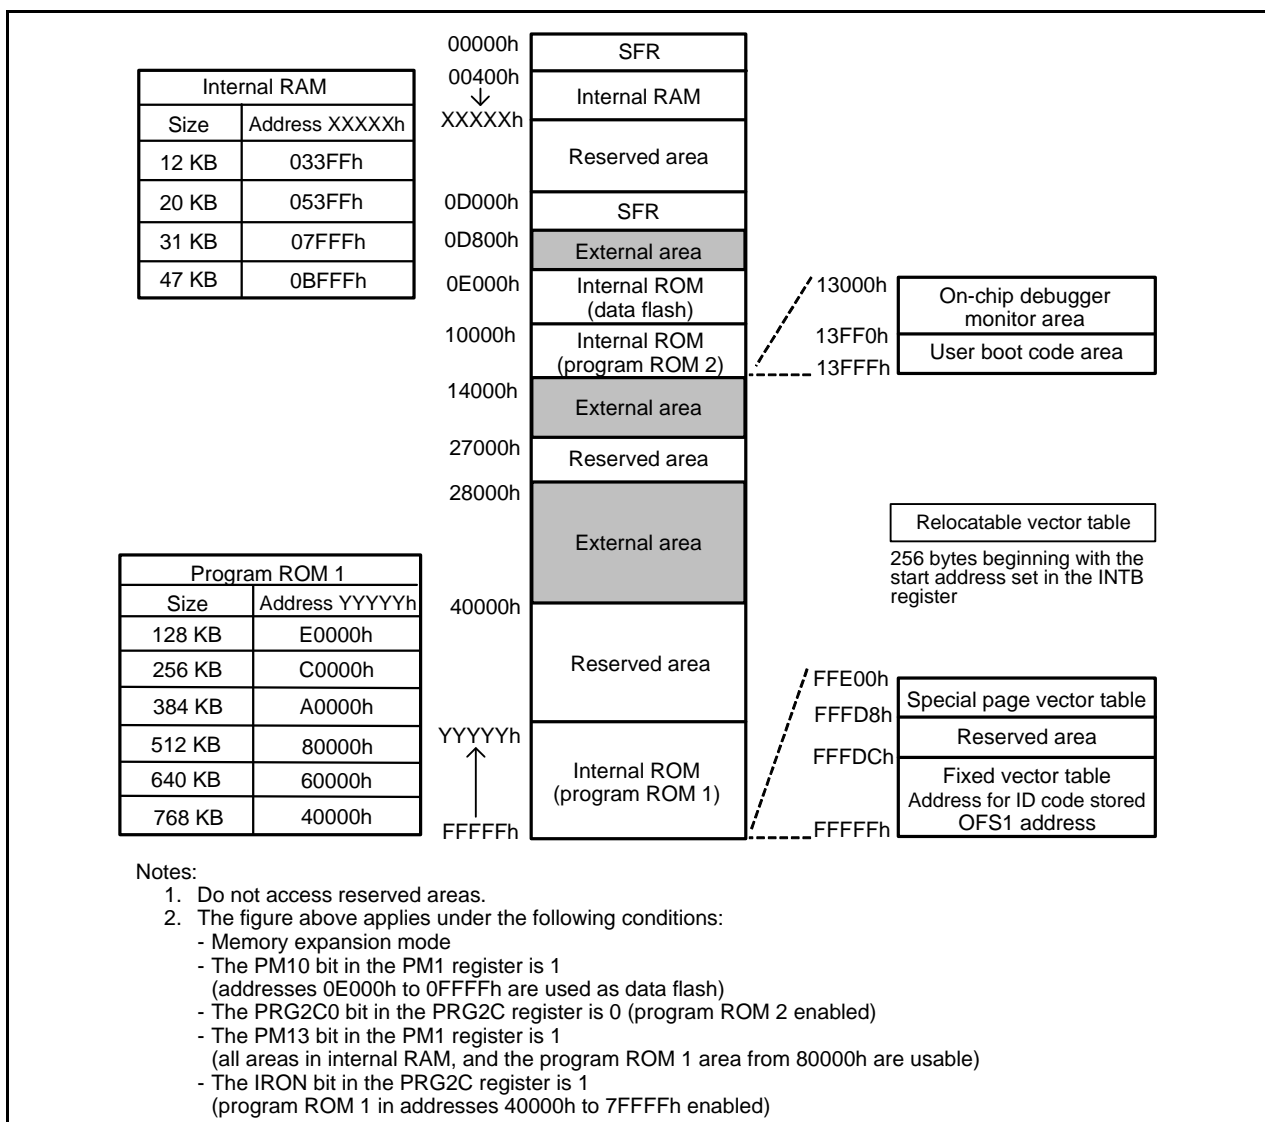 Internal RAM
Size Address XXXXXh
12 KB 033FFh
20 KB 053FFh
31 KB 07FFFh
47 KB 0BFFFh
Program ROM 1
Size Address YYYYYh
128 KB E0000h
256 KB C0000h
384 KB A0000h
512 KB 80000h
640 KB 60000h
768 KB 40000h
00000h
SFR
00400h
Internal RAM
XXXXXh
Reserved area
0D000h
SFR
0D800h
External area
0E000h
Internal ROM
(data flash)
10000h
Internal ROM
(program ROM 2)
14000h
External area
27000h
Reserved area
28000h
External area
40000h
Reserved area
YYYYYh
Internal ROM
(program ROM 1)
FFFFFh
13000h
On-chip debugger
monitor area
13FF0h
User boot code area
13FFFh
Relocatable vector table
256 bytes beginning with the
start address set in the INTB
register
FFE00h
Special page vector table
FFFD8h
Reserved area
FFFDCh
Fixed vector table
Address for ID code stored
OFS1 address
FFFFFh
Notes:
1. Do not access reserved areas.
2. The figure above applies under the following conditions:
- Memory expansion mode
- The PM10 bit in the PM1 register is 1
(addresses 0E000h to 0FFFFh are used as data flash)
- The PRG2C0 bit in the PRG2C register is 0 (program ROM 2 enabled)
- The PM13 bit in the PM1 register is 1
(all areas in internal RAM, and the program ROM 1 area from 80000h are usable)
- The IRON bit in the PRG2C register is 1
(program ROM 1 in addresses 40000h to 7FFFFh enabled)